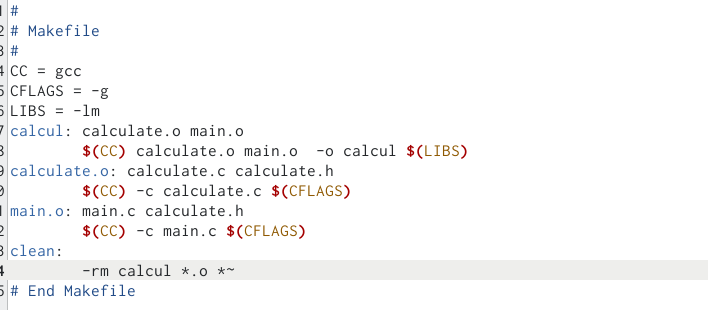 1 #
2 # Makefile
3 #
4 CC = gcc
5 CFLAGS = -g
6 LIBS = -lm
7 calcul: calculate.o main.o
8 $(CC) calculate.o main.o  -o calcul $(LIBS)
9 calculate.o: calculate.c calculate.h
0 $(CC) -c calculate.c $(CFLAGS)
1 main.o: main.c calculate.h
2 $(CC) -c main.c $(CFLAGS)
3 clean:
4 -rm calcul *.o *~
5 # End Makefile